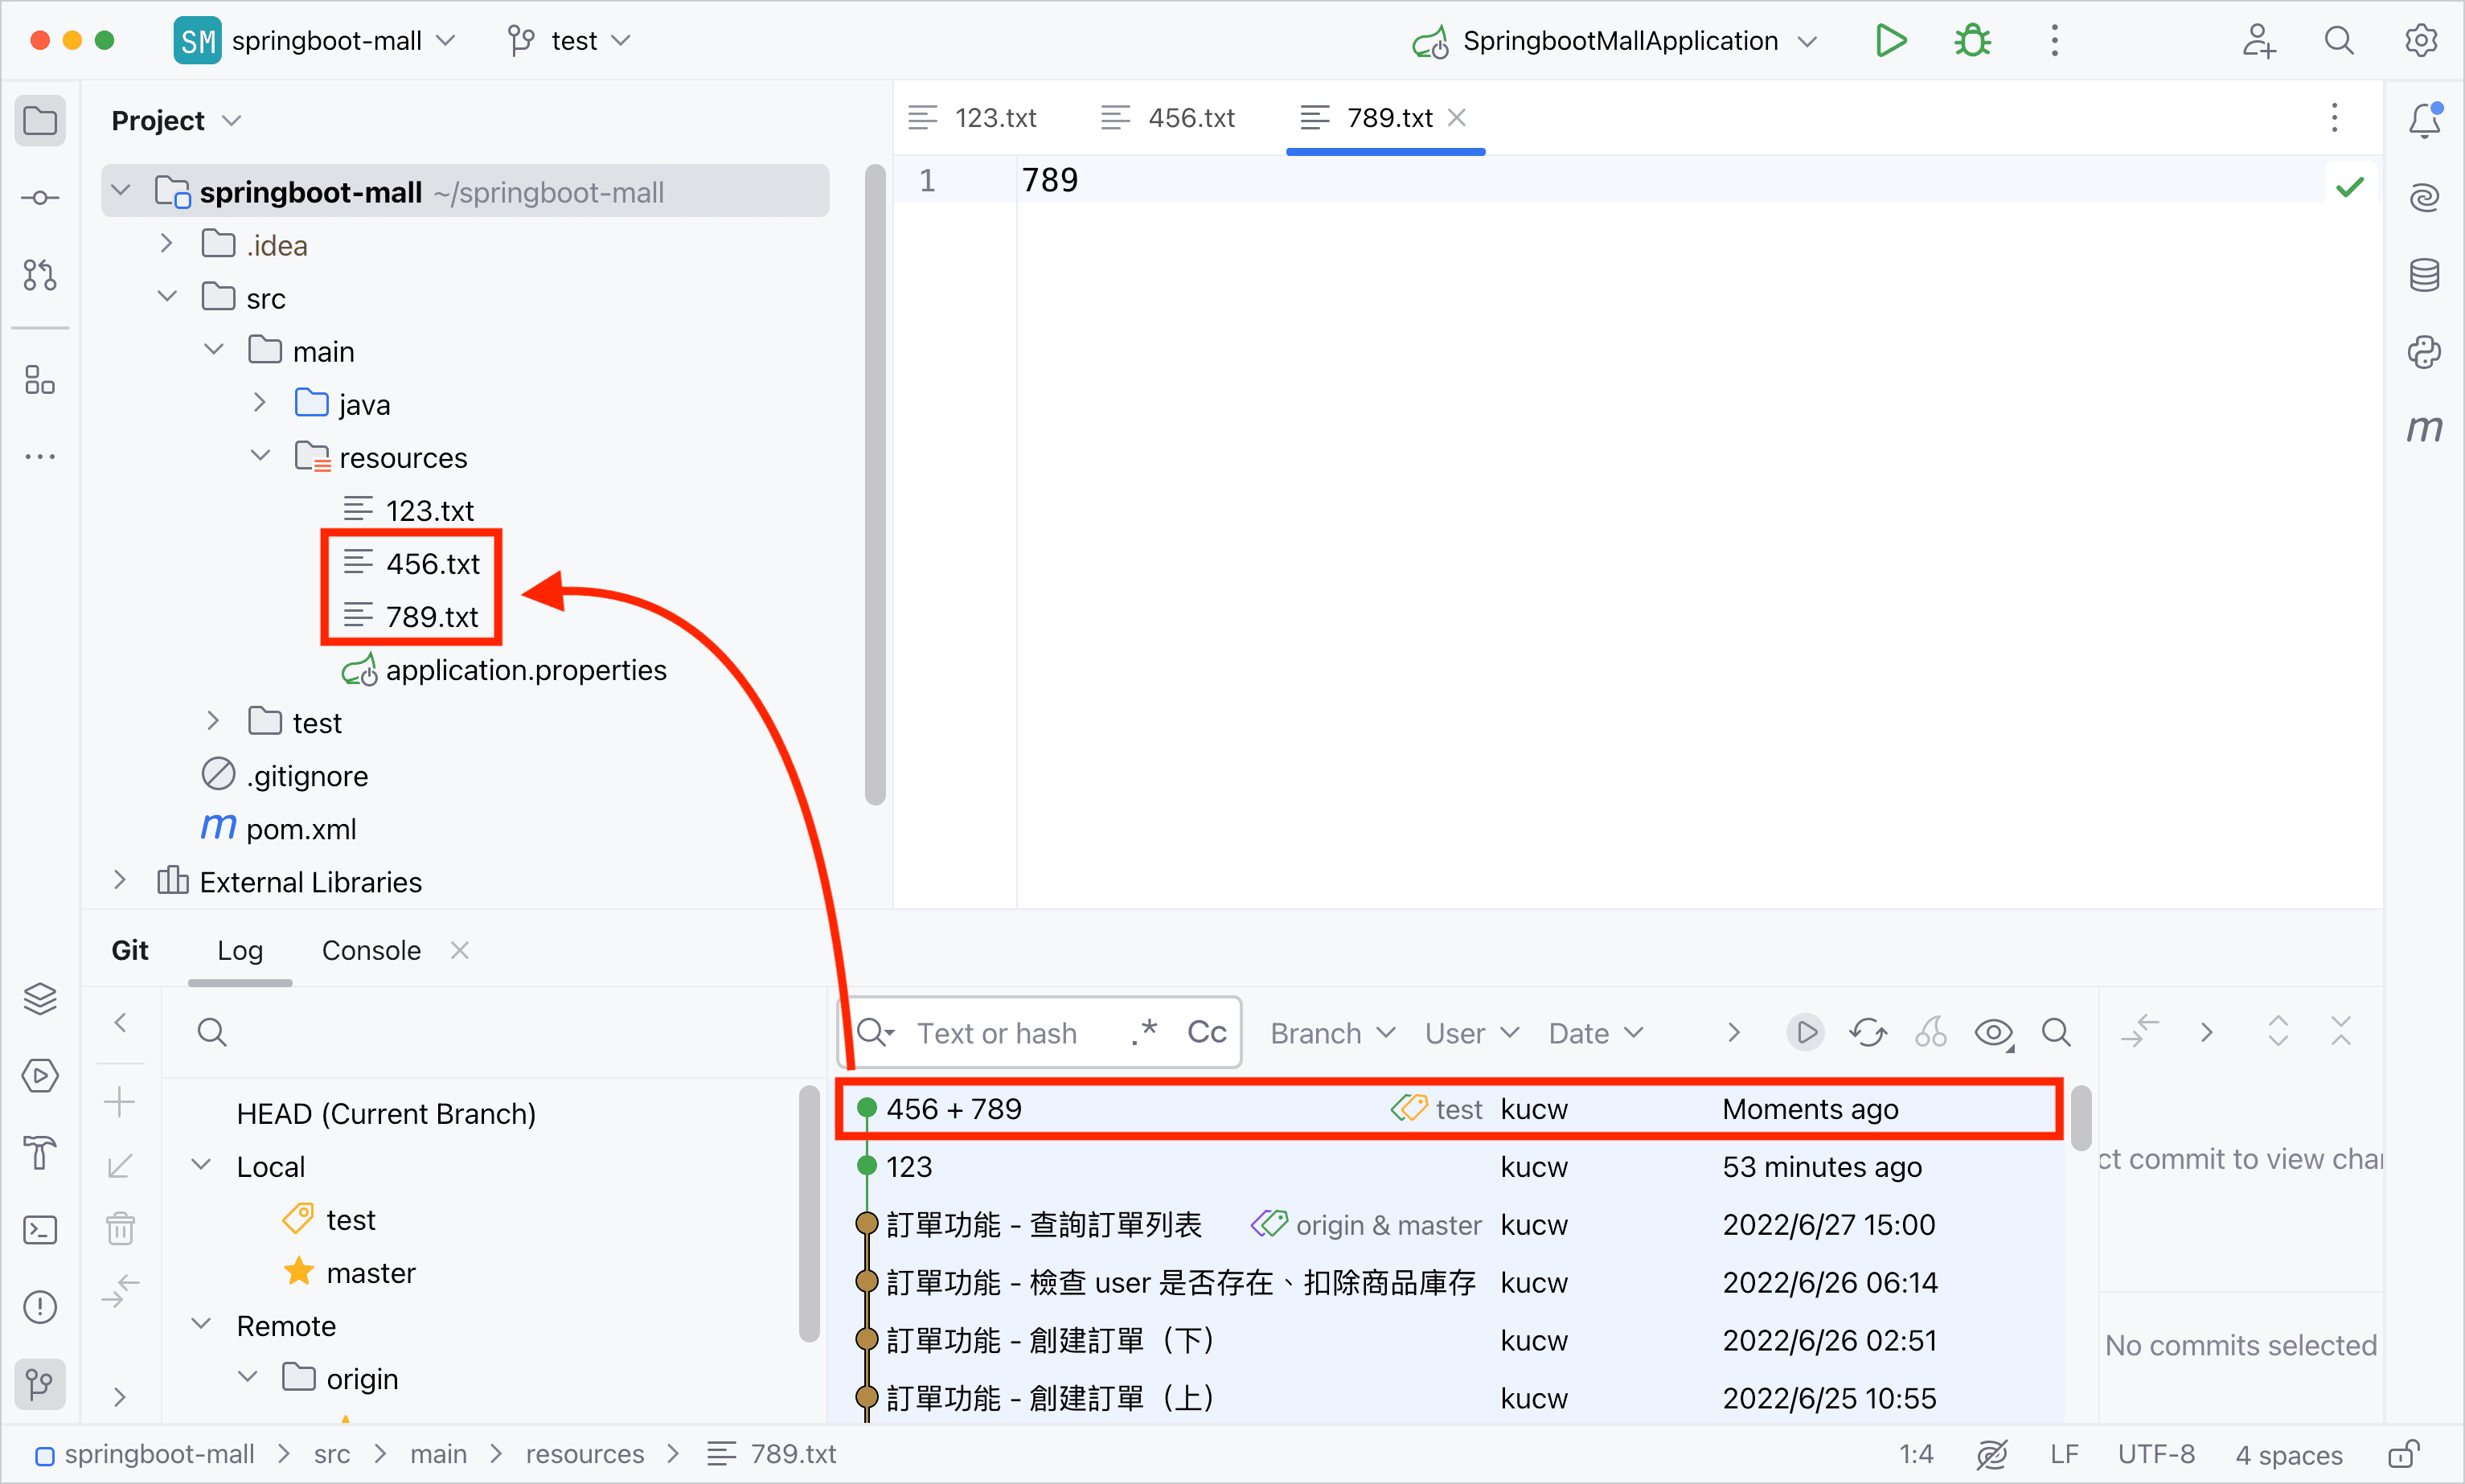 SM springboot-mall test SpringbootMallApplication
Project
springboot-mall ~/springboot-mall
.idea
src
main
java
resources
123.txt
456.txt
789.txt
application.properties
test
.gitignore
m pom.xml
External Libraries
123.txt 456.txt 789.txt
1 789
m
Git Log Console
HEAD (Current Branch)
Local
test
master
Remote
origin
Text or hash .* Cc Branch User Date
456 + 789 test kucw Moments ago
123 kucw 53 minutes ago
訂單功能 - 查詢訂單列表 origin & master kucw 2022/6/27 15:00
訂單功能 - 檢查 user 是否存在、扣除商品庫存 kucw 2022/6/26 06:14
訂單功能 - 創建訂單（下） kucw 2022/6/26 02:51
訂單功能 - 創建訂單（上） kucw 2022/6/25 10:55
ct commit to view cha
No commits selected
springboot-mall > src > main > resources > 789.txt 1:4 LF UTF-8 4 spaces